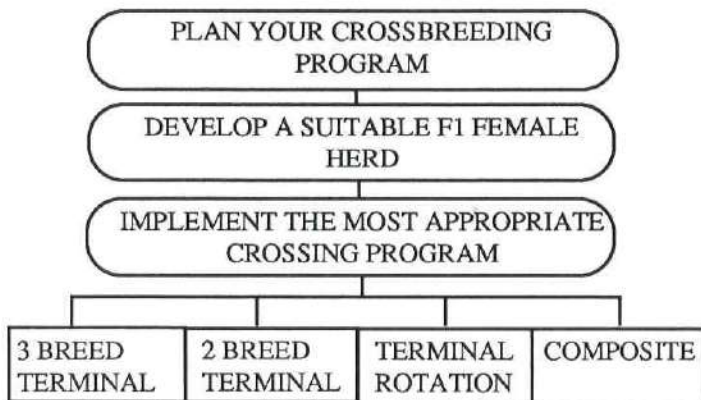 PLAN YOUR CROSSBREEDING
PROGRAM
DEVELOP A SUITABLE F1 FEMALE
HERD
IMPLEMENT THE MOST APPROPRIATE
CROSSING PROGRAM
3 BREED
TERMINAL
2 BREED
TERMINAL
TERMINAL
ROTATION
COMPOSITE